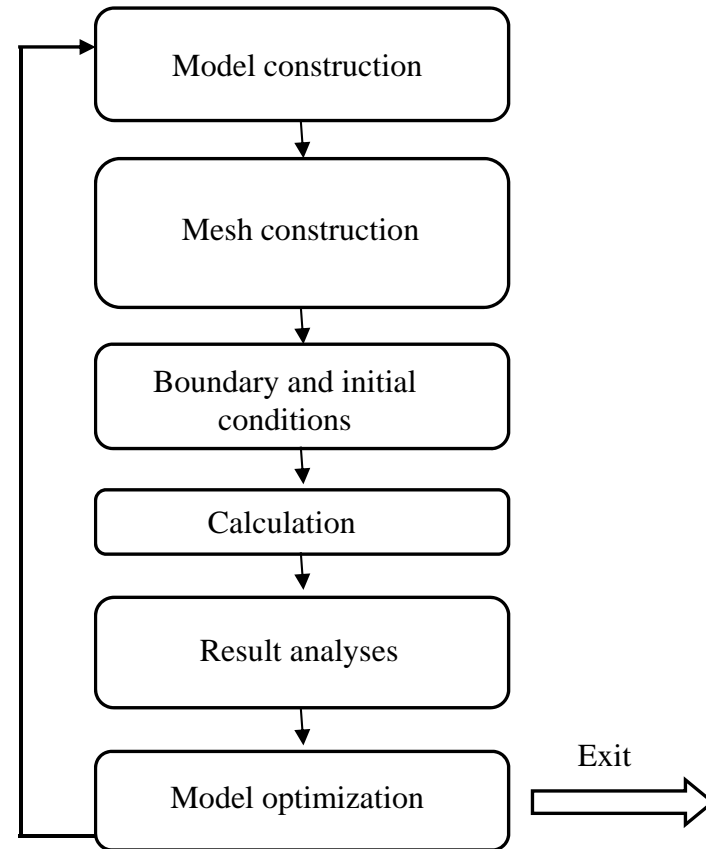 Model construction
Mesh construction
Boundary and initial
conditions
Calculation
Result analyses
Exit
Model optimization